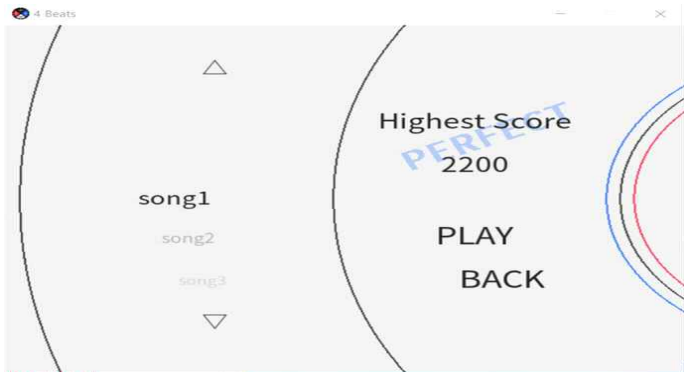 4 Beats
song1
song2
song3
Highest Score
PERFECT
2200
PLAY
BACK